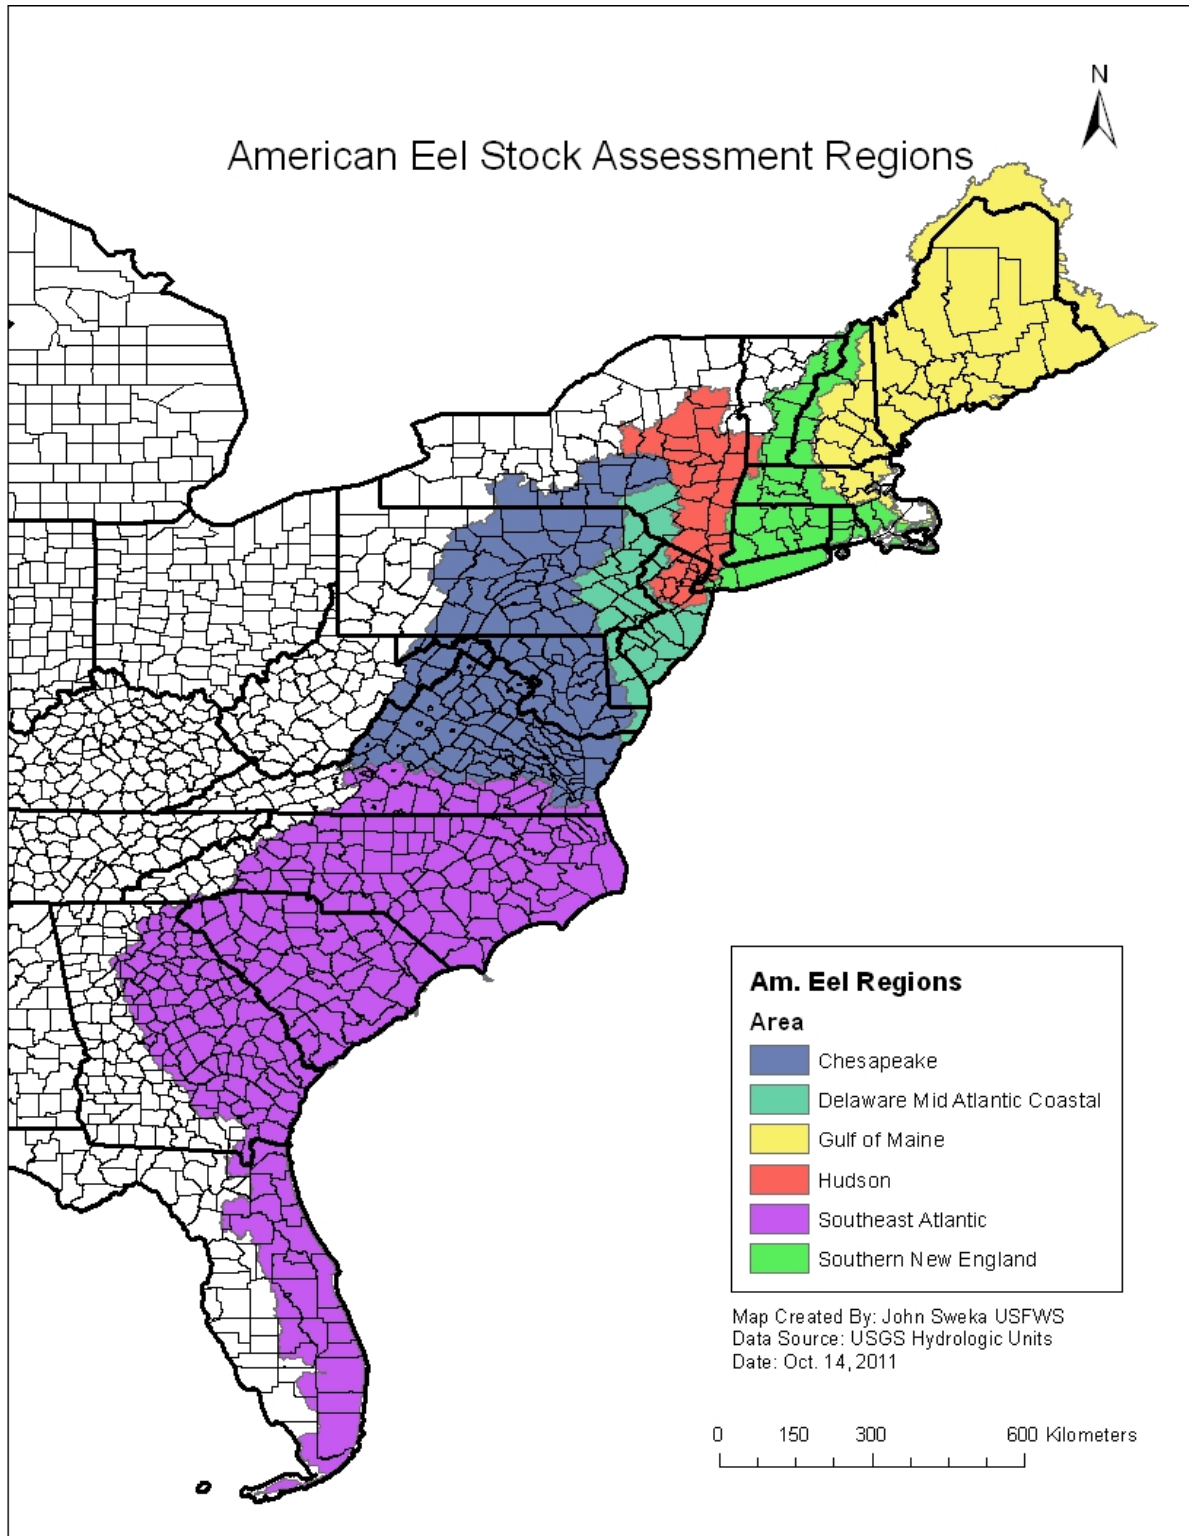 N
American Eel Stock Assessment Regions
Am. Eel Regions
Area
Chesapeake
Delaware Mid Atlantic Coastal
Gulf of Maine
Hudson
Southeast Atlantic
Southern New England
Map Created By: John Sweka USFWS
Data Source: USGS Hydrologic Units
Date: Oct. 14, 2011
0 150 300 600 Kilometers